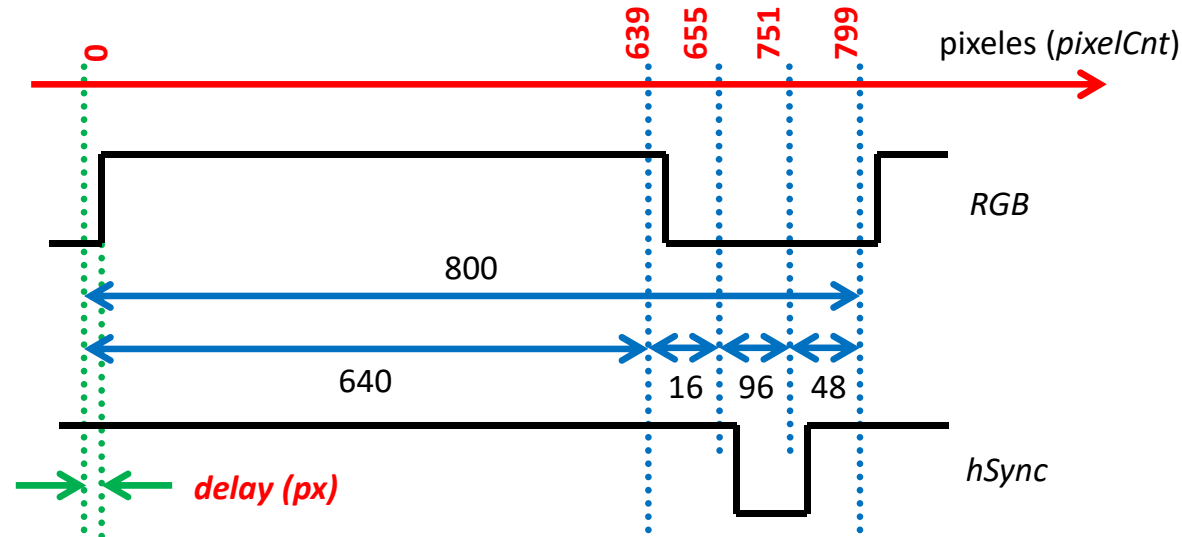 0
639
655
751
799
pixeles (pixelCnt)
RGB
800
640
16
96
48
delay (px)
hSync